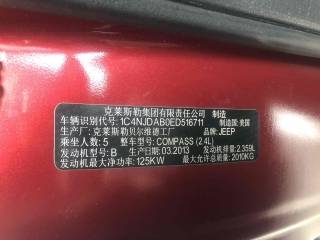 克莱斯勒集团有限责任公司 制造
车辆识别代号: 1C4NJDAB0ED516711 制造国: 美国
生产厂: 克莱斯勒贝尔维德工厂 品牌: JEEP
乘坐人数: 5 整车型号: COMPASS (2.4L)
发动机型号: B 生产年月: 03.2013 发动机排量: 2.359L
发动机最大净功率: 125KW 最大允许总质量: 2010KG